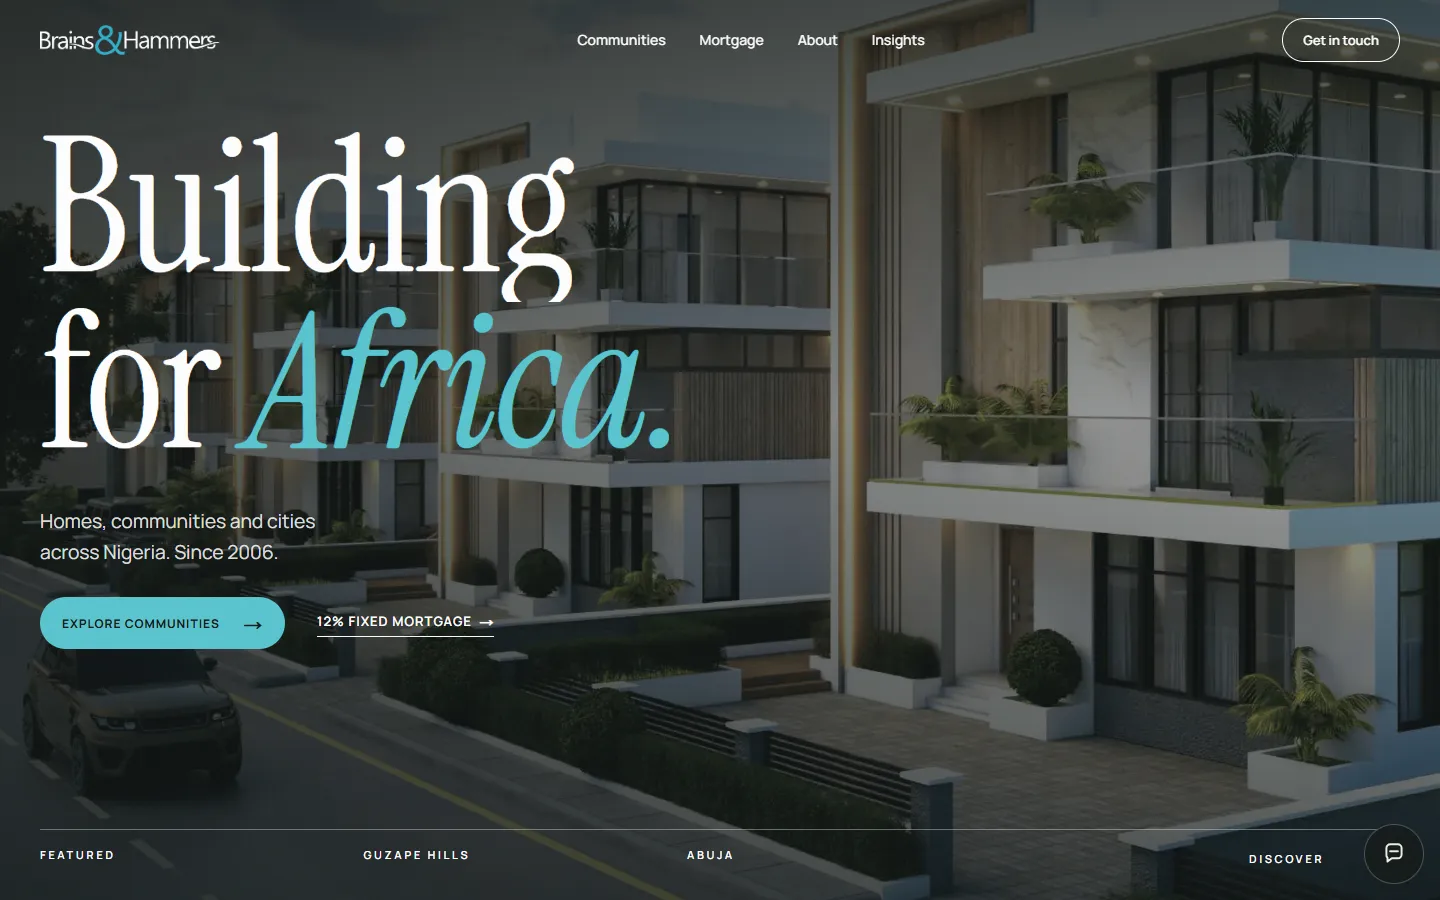 Brains&Hammers
Communities Mortgage About Insights
Get in touch
Building
for Africa.
Homes, communities and cities
across Nigeria. Since 2006.
EXPLORE COMMUNITIES →
12% FIXED MORTGAGE →
FEATURED
GUZAPE HILLS
ABUJA
DISCOVER